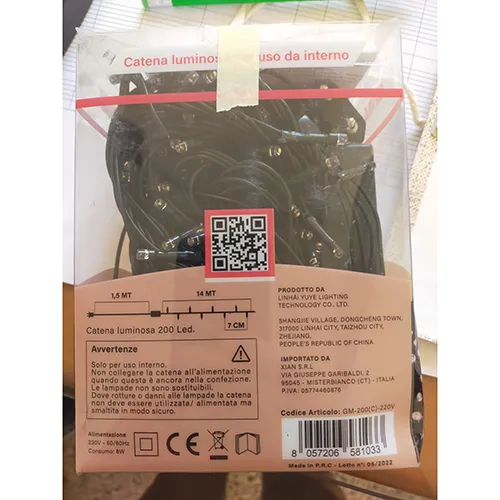 Catena luminosa uso da interno
1,5 MT
14 MT
7 CM
Catena luminosa 200 Led.
Avvertenze
Solo per uso interno.
Non collegare la catena all'alimentazione
quando questa è ancora nella confezione.
Le lampade non sono sostituibili.
Dove rotture o danni alle lampade la catena
non deve essere utilizzata/ alimentata ma
smaltita in modo sicuro.
Alimentazione
220V - 50/60Hz
Consumo: 6W
CE
PRODOTTO DA
LINHAI YUYE LIGHTING
TECHNOLOGY CO., LTD.
SHANGJIE VILLAGE, DONGCHENG TOWN,
317000 LINHAI CITY, TAIZHOU CITY,
ZHEJIANG,
PEOPLE'S REPUBLIC OF CHINA
IMPORTATO DA
XIAN S.R.L
VIA GIUSEPPE GARIBALDI, 2
95045 - MISTERBIANCO (CT) - ITALIA
P.IVA: 05774460876
Codice Articolo: GM-200(C)-220V
8 057206 581033
Made in P.R.C - Lotto n°: 06/2022